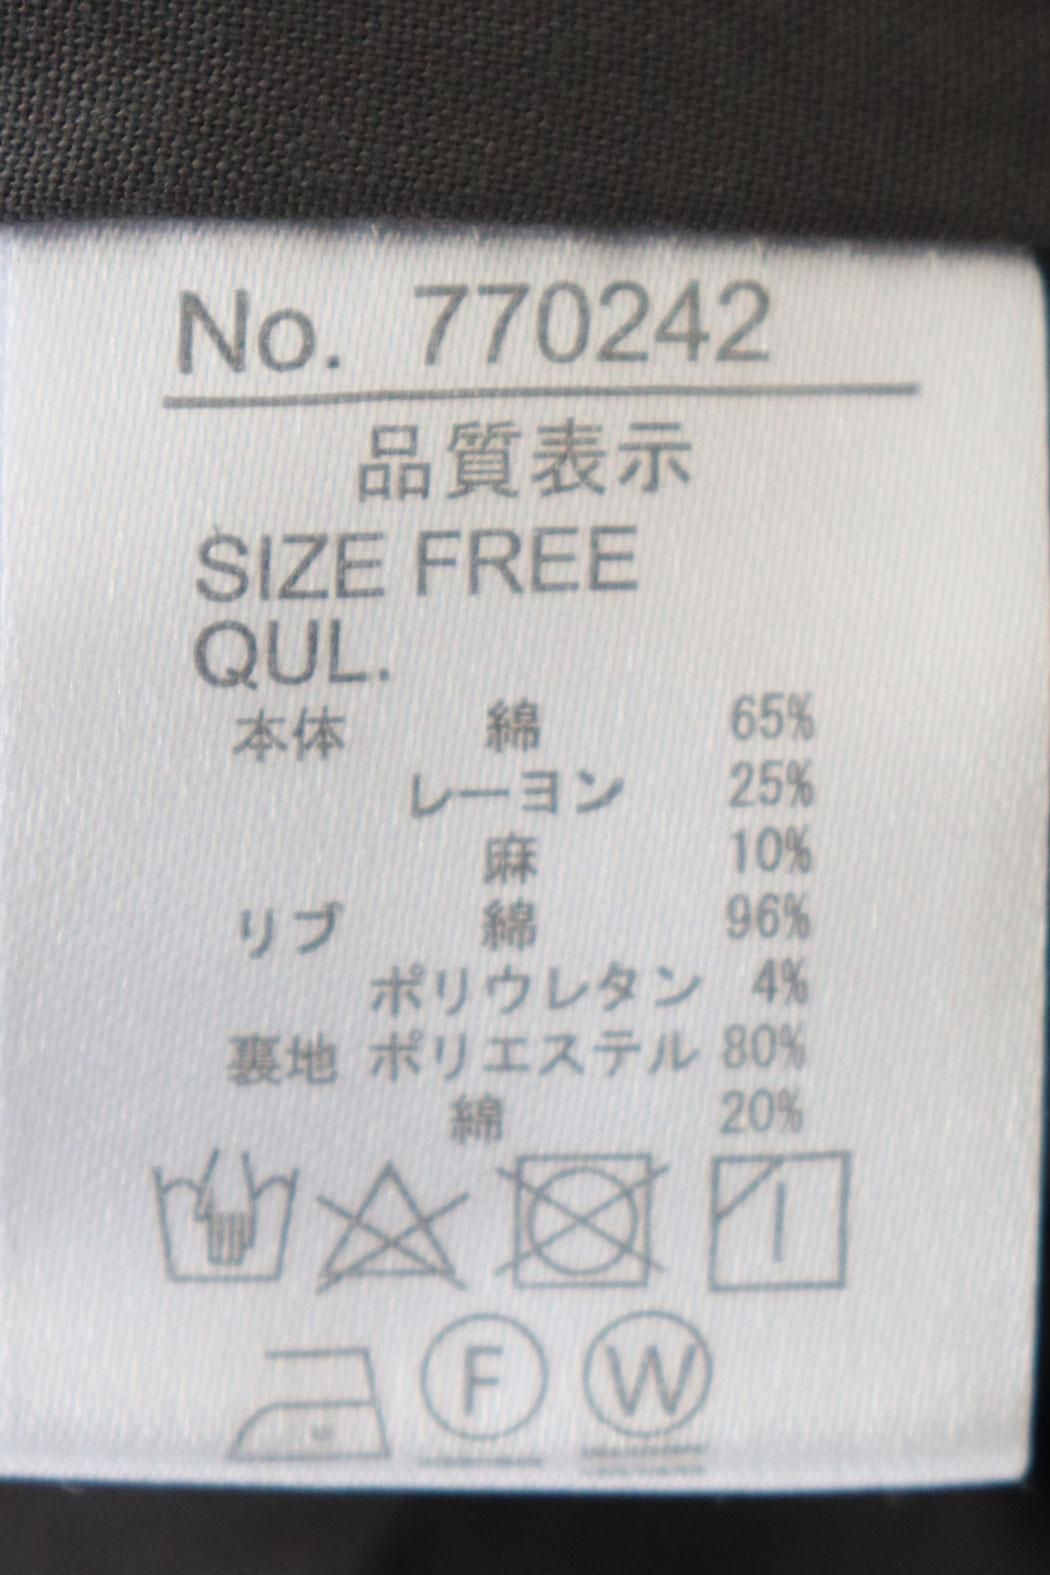 No. 770242
品質表示
SIZE FREE
QUL.
本体 綿 65%
レーヨン 25%
麻 10%
リブ 綿 96%
ポリウレタン 4%
裏地 ポリエステル 80%
綿 20%
F W